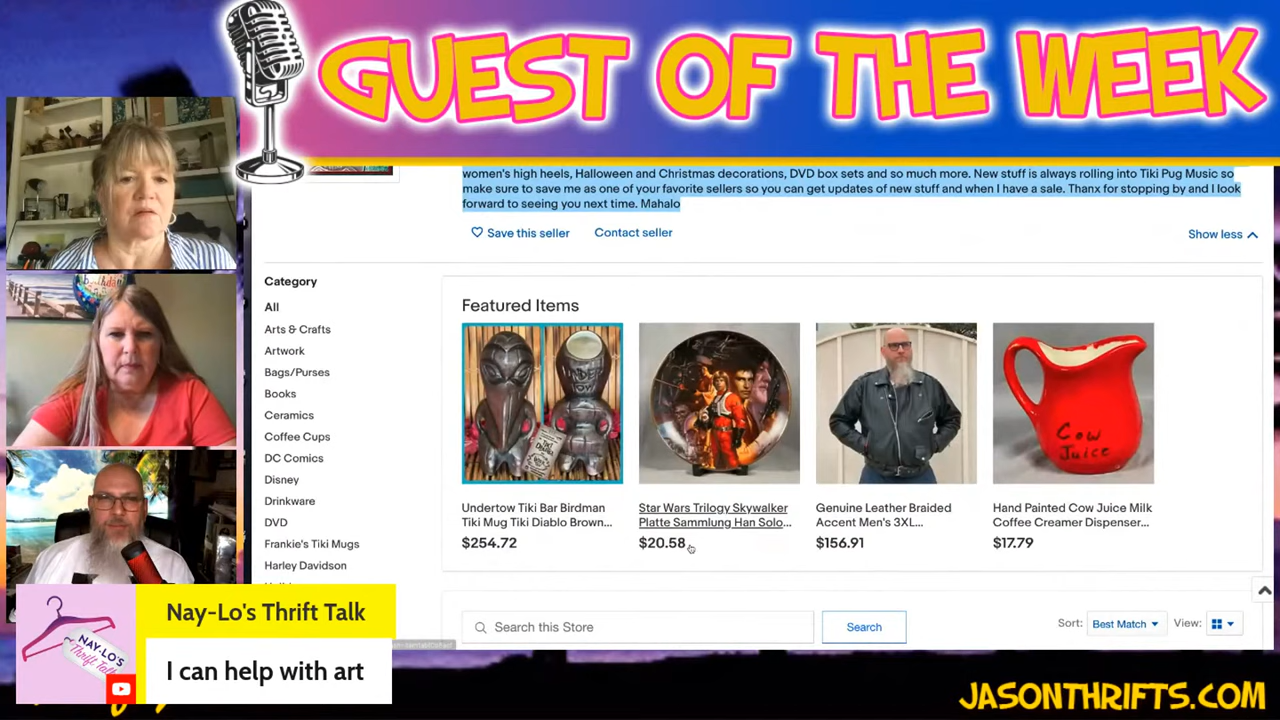 GUEST OF THE WEEK
women's high heels, Halloween and Christmas decorations, DVD box sets and so much more. New stuff is always rolling into Tiki Pug Music so
make sure to save me as one of your favorite sellers so you can get updates of new stuff and when I have a sale. Thanx for stopping by and I look
forward to seeing you next time. Mahalo
Save this seller
Contact seller
Show less
Category
All
Arts & Crafts
Artwork
Bags/Purses
Books
Ceramics
Coffee Cups
DC Comics
Disney
Drinkware
DVD
Frankie's Tiki Mugs
Harley Davidson
Featured Items
UNDER
TOW
Cow
Juice
Undertow Tiki Bar Birdman
Tiki Mug Tiki Diablo Brown...
$254.72
Star Wars Trilogy Skywalker
Platte Sammlung Han Solo...
$20.58
Genuine Leather Braided
Accent Men's 3XL...
$156.91
Hand Painted Cow Juice Milk
Coffee Creamer Dispenser...
$17.79
Search this Store
Search
Sort:
Best Match
View:
NAY-LO'S
Thrift Talk
Nay-Lo's Thrift Talk
I can help with art
JASONTHRIFTS.COM